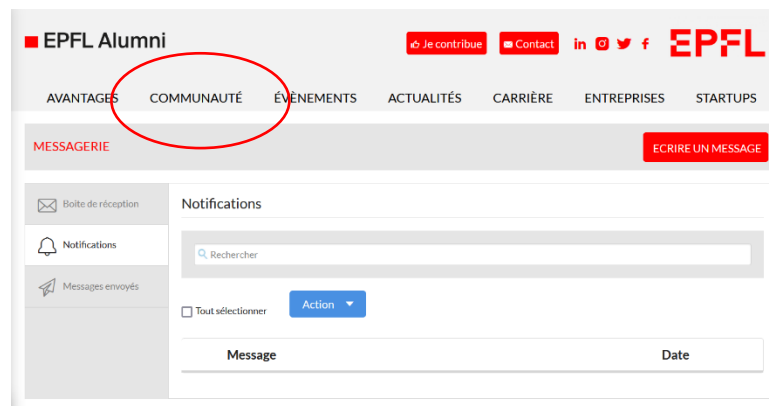 EPFL Alumni
Je contribue Contact in f EPFL
AVANTAGES COMMUNAUTÉ ÉVÈNEMENTS ACTUALITÉS CARRIÈRE ENTREPRISES STARTUPS
MESSAGERIE ECRIRE UN MESSAGE
Boite de réception
Notifications
Messages envoyés
Notifications
Rechercher
Tout sélectionner Action
Message Date